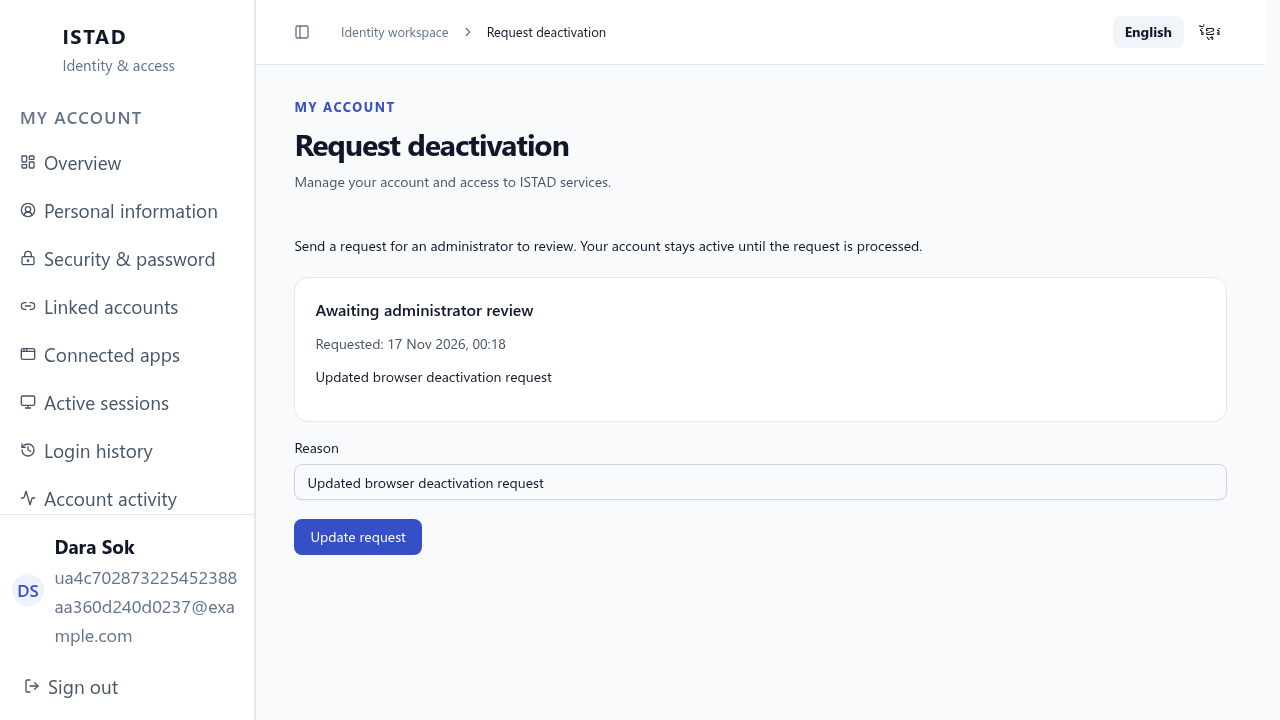 ISTAD
Identity & access
MY ACCOUNT
Overview
Personal information
Security & password
Linked accounts
Connected apps
Active sessions
Login history
Account activity
Dara Sok
DS
ua4c702873225452388
aa360d240d0237@exa
mple.com
Sign out
Identity workspace
Request deactivation
English
ខ្មែរ
MY ACCOUNT
Request deactivation
Manage your account and access to ISTAD services.
Send a request for an administrator to review. Your account stays active until the request is processed.
Awaiting administrator review
Requested: 17 Nov 2026, 00:18
Updated browser deactivation request
Reason
Updated browser deactivation request
Update request